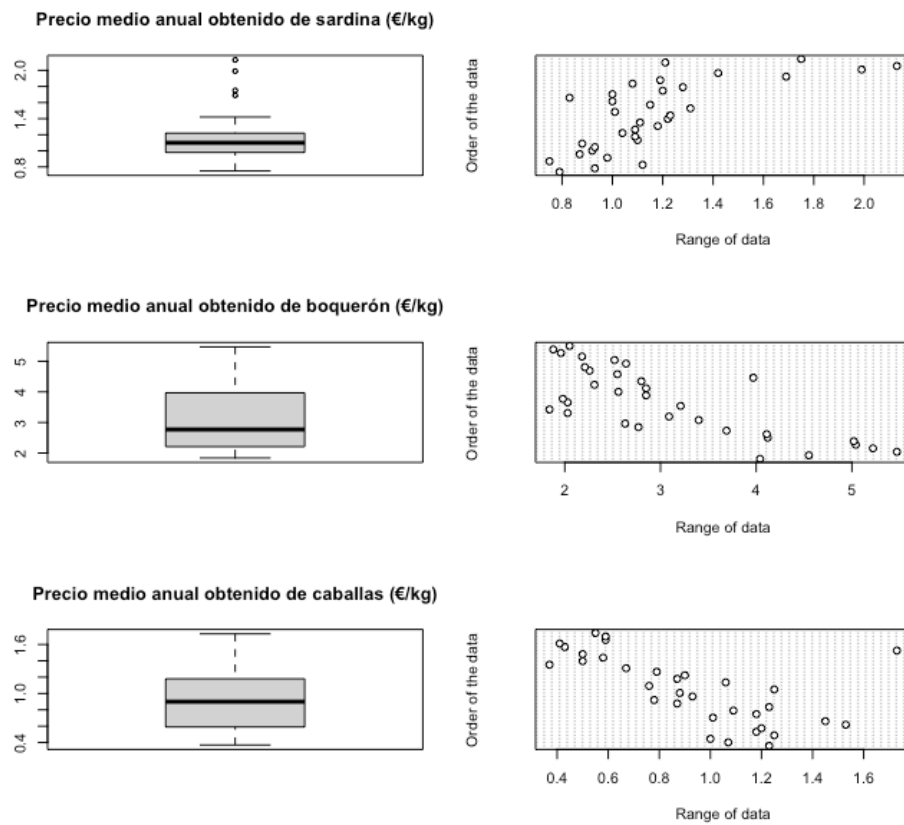 Precio medio anual obtenido de sardina (€/kg)
2.0
1.4
0.8
Order of the data
0.8 1.0 1.2 1.4 1.6 1.8 2.0
Range of data
Precio medio anual obtenido de boquerón (€/kg)
5
4
3
2
Order of the data
2 3 4 5
Range of data
Precio medio anual obtenido de caballas (€/kg)
1.6
1.0
0.4
Order of the data
0.4 0.6 0.8 1.0 1.2 1.4 1.6
Range of data